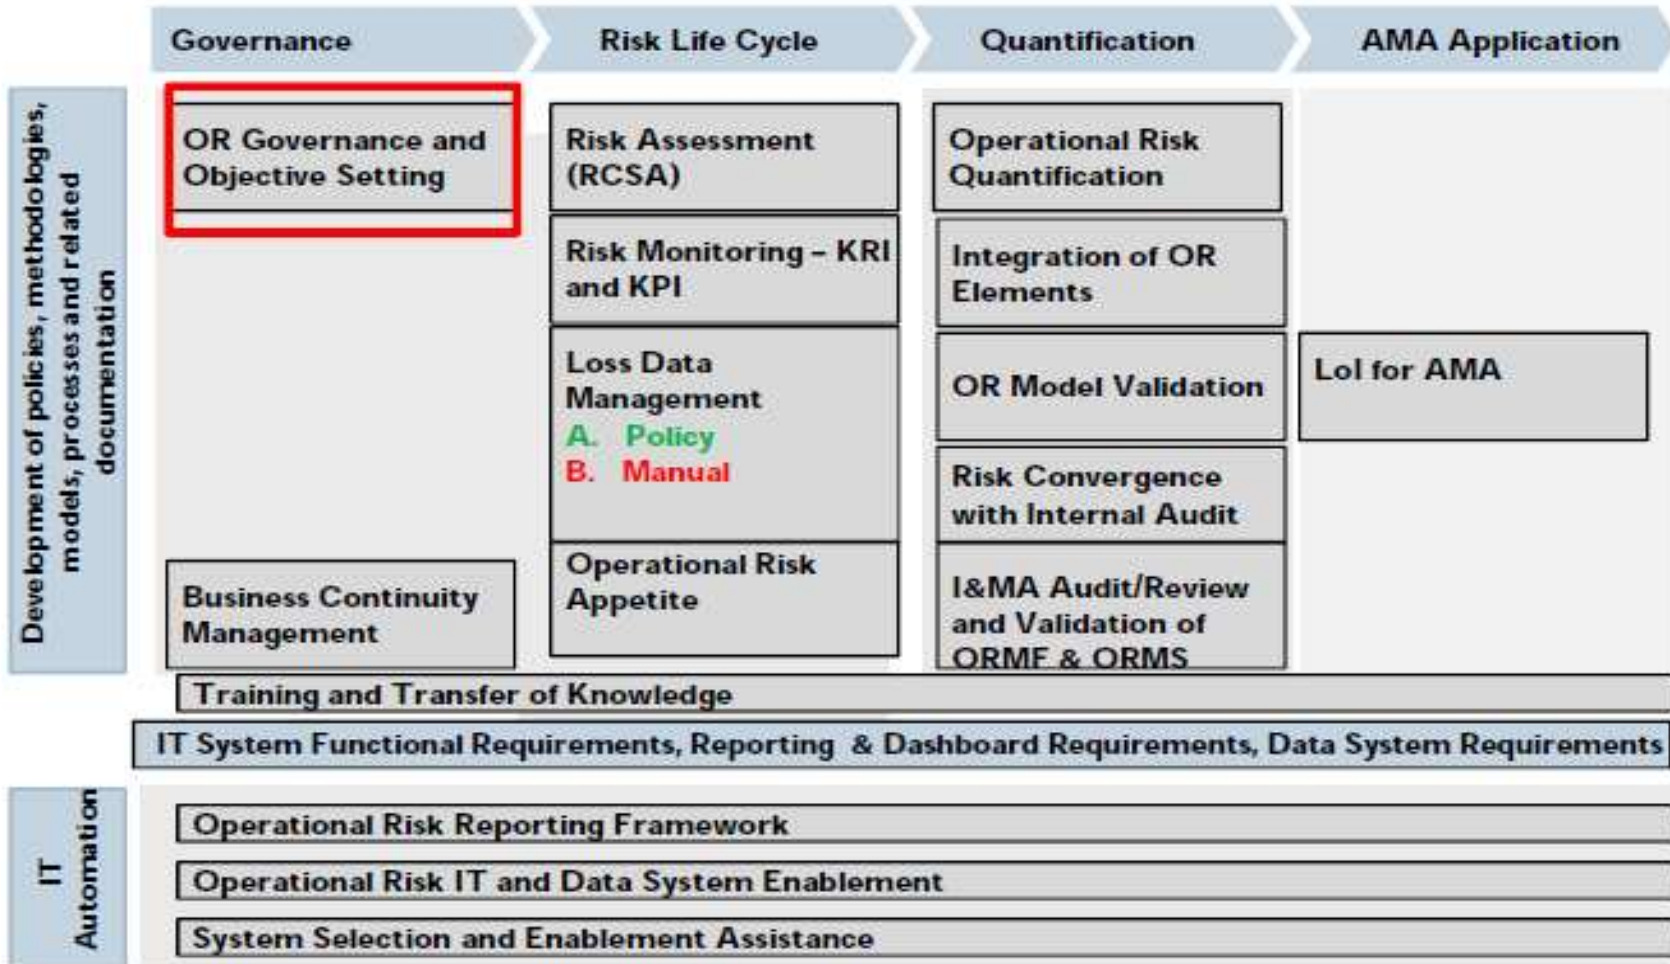 Governance
Risk Life Cycle
Quantification
AMA Application
Development of policies, methodologies,
models, processes and related
documentation
OR Governance and
Objective Setting
Business Continuity
Management
Risk Assessment
(RCSA)
Risk Monitoring – KRI
and KPI
Loss Data
Management
A. Policy
B. Manual
Operational Risk
Appetite
Operational Risk
Quantification
Integration of OR
Elements
OR Model Validation
Risk Convergence
with Internal Audit
I&MA Audit/Review
and Validation of
ORMF & ORMS
LoI for AMA
Training and Transfer of Knowledge
IT System Functional Requirements, Reporting & Dashboard Requirements, Data System Requirements
IT
Automation
Operational Risk Reporting Framework
Operational Risk IT and Data System Enablement
System Selection and Enablement Assistance